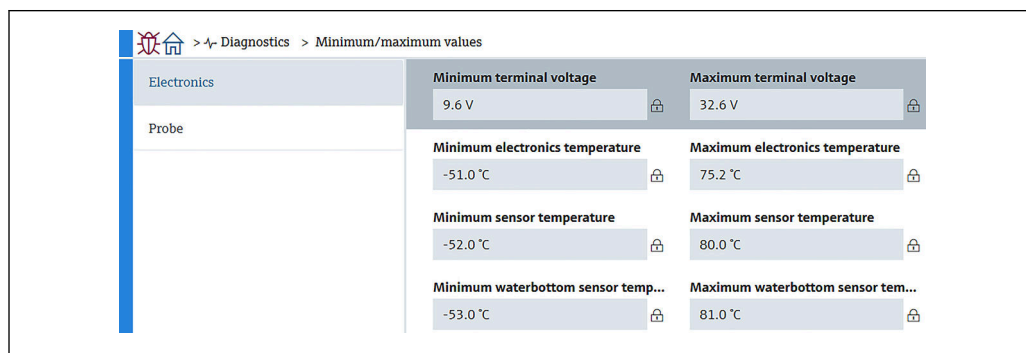 > Diagnostics > Minimum/maximum values
Electronics
Probe
Minimum terminal voltage
9.6 V
Maximum terminal voltage
32.6 V
Minimum electronics temperature
-51.0 °C
Maximum electronics temperature
75.2 °C
Minimum sensor temperature
-52.0 °C
Maximum sensor temperature
80.0 °C
Minimum waterbottom sensor temp...
-53.0 °C
Maximum waterbottom sensor tem...
81.0 °C